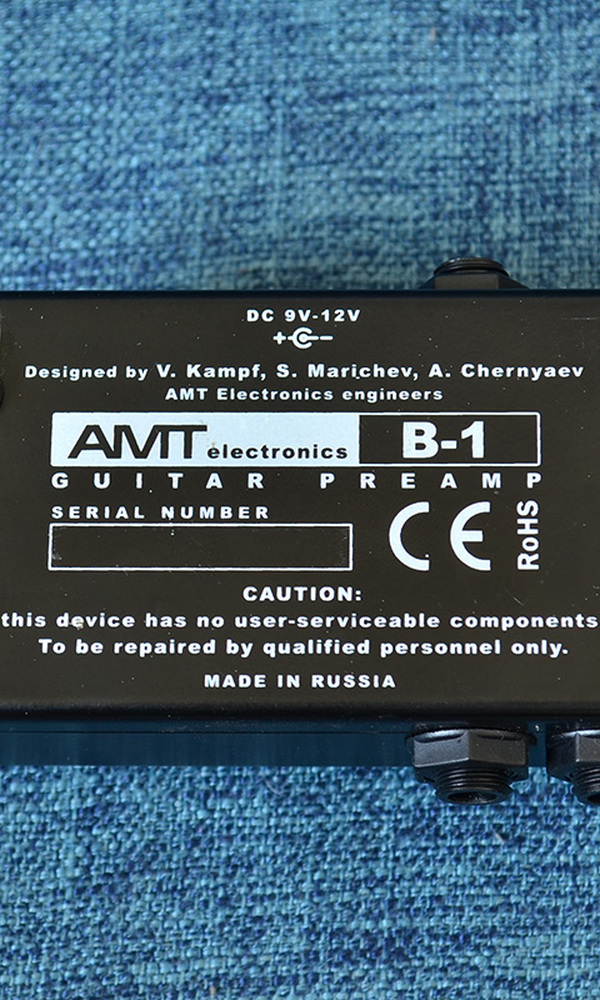 DC 9V-12V
Designed by V. Kampf, S. Marichev, A. Chernyaev
AMT Electronics engineers
AMT electronics B-1
GUITAR PREAMP
SERIAL NUMBER
CE RoHS
CAUTION:
this device has no user-serviceable components
To be repaired by qualified personnel only.
MADE IN RUSSIA